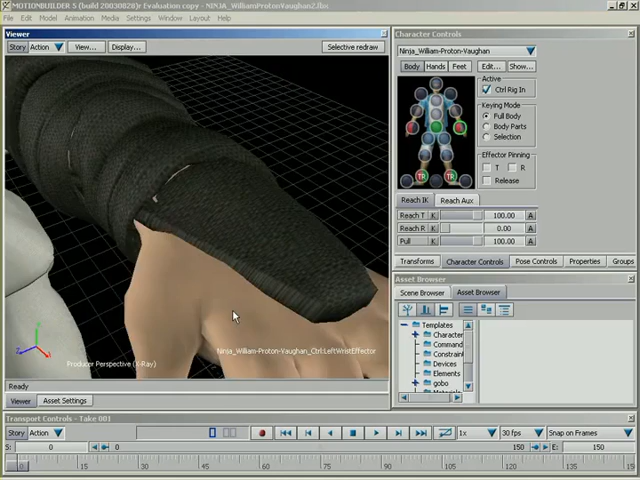 MOTIONBUILDER 5 (build 20030828)r Evaluation copy - NINJA_WilliamProtonVaughan2.fbx
File Edit Model Animation Settings Window Layout Help
Viewer
Story Action View... Display... Selective redraw
Ninja_William-Proton-Vaughan_Ctrl:LeftWristEffector
Producer Perspective (X-Ray)
Ready
Viewer Asset Settings
Character Controls
Ninja_William-Proton-Vaughan
Body Hands Feet Edit... Show...
Active
Ctrl Rig In
Keying Mode
Full Body
Body Parts
Selection
Effector Pinning
T R
Release
TR TR
Reach IK Reach Aux
Reach T K 100.00 A
Reach R K 0.00 A
Pull K 100.00 A
Transforms Character Controls Pose Controls Properties Groups
Asset Browser
Scene Browser Asset Browser
Templates
Character
Command
Constraint
Devices
Elements
gobo
Transport Controls - Take 001
Story Action 1x 30 fps Snap on Frames
S: 0 0 150 E: 150
0 15 30 45 60 75 90 105 120 135